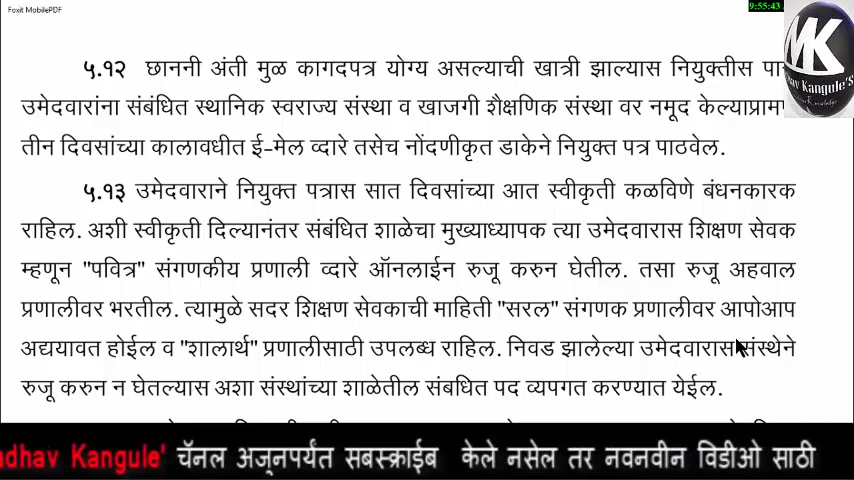 Foxit MobilePDF
9:55:43
MK
hav Kangule's
५.१२ छाननी अंती मुळ कागदपत्र योग्य असल्याची खात्री झाल्यास नियुक्तीस पा
उमेदवारांना संबंधित स्थानिक स्वराज्य संस्था व खाजगी शैक्षणिक संस्था वर नमूद केल्याप्रामा
तीन दिवसांच्या कालावधीत ई-मेल व्दारे तसेच नोंदणीकृत डाकेने नियुक्त पत्र पाठवेल.
५.१३ उमेदवाराने नियुक्त पत्रास सात दिवसांच्या आत स्वीकृती कळविणे बंधनकारक
राहिल. अशी स्वीकृती दिल्यानंतर संबंधित शाळेचा मुख्याध्यापक त्या उमेदवारास शिक्षण सेवक
म्हणून "पवित्र" संगणकीय प्रणाली व्दारे ऑनलाईन रुजू करुन घेतील. तसा रुजू अहवाल
प्रणालीवर भरतील. त्यामुळे सदर शिक्षण सेवकाची माहिती "सरल" संगणक प्रणालीवर आपोआप
अद्ययावत होईल व "शालार्थ" प्रणालीसाठी उपलब्ध राहिल. निवड झालेल्या उमेदवारास संस्थेने
रुजू करुन न घेतल्यास अशा संस्थांच्या शाळेतील संबधित पद व्यपगत करण्यात येईल.
adhav Kangule' चॅनल अजूनपर्यंत सबस्क्राईब केले नसेल तर नवनवीन विडीओ साठी